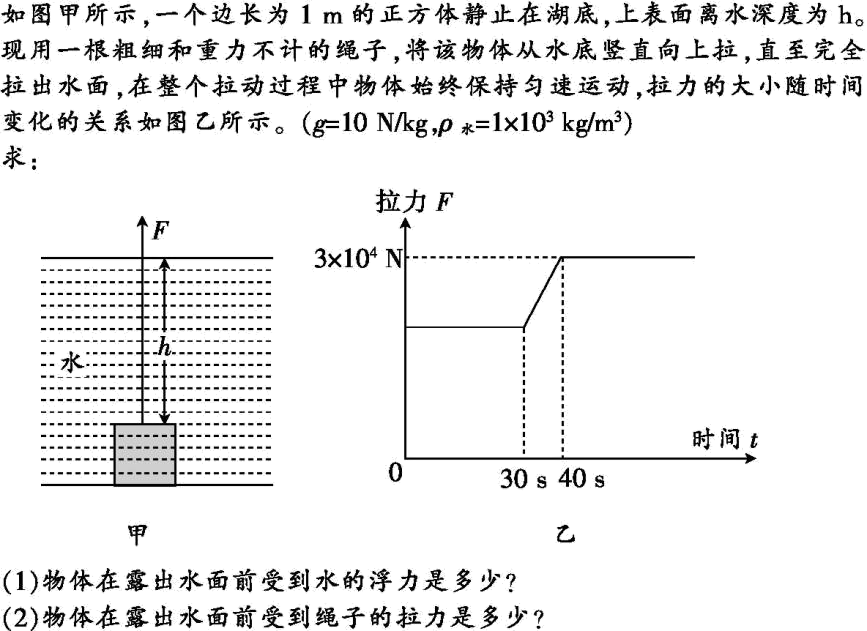 如图甲所示,一个边长为 1 m 的正方体静止在湖底,上表面离水深度为 h。
现用一根粗细和重力不计的绳子,将该物体从水底竖直向上拉,直至完全
拉出水面,在整个拉动过程中物体始终保持匀速运动,拉力的大小随时间
变化的关系如图乙所示。(g=10 N/kg,ρ水=1×10³ kg/m³)
求:
F
h
水
甲
拉力 F
3×10⁴ N
时间 t
0
30 s 40 s
乙
(1)物体在露出水面前受到水的浮力是多少?
(2)物体在露出水面前受到绳子的拉力是多少?